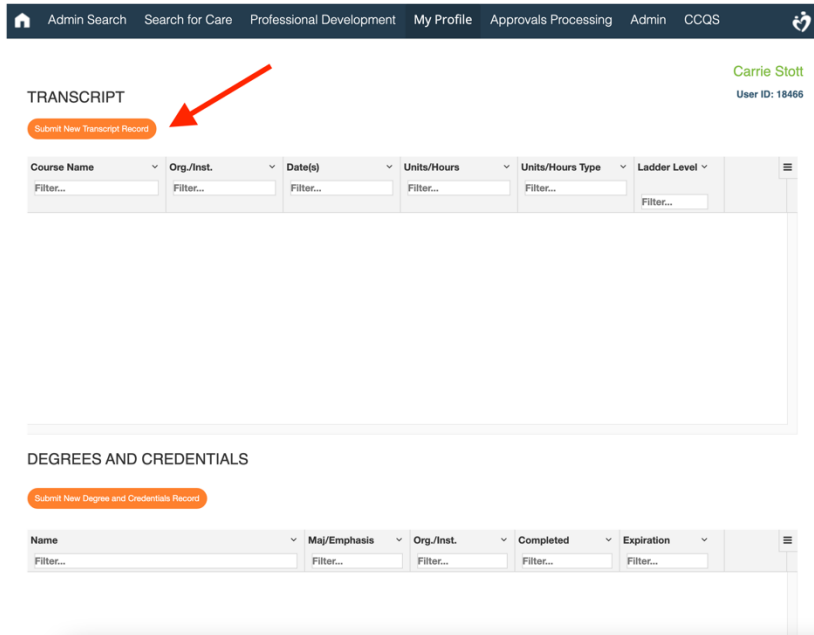 Admin Search Search for Care Professional Development My Profile Approvals Processing Admin CCQS
Carrie Stott
User ID: 18466
TRANSCRIPT
Submit New Transcript Record
Course Name Org./Inst. Date(s) Units/Hours Units/Hours Type Ladder Level
Filter... Filter... Filter... Filter... Filter... Filter...
DEGREES AND CREDENTIALS
Submit New Degree and Credentials Record
Name Maj/Emphasis Org./Inst. Completed Expiration
Filter... Filter... Filter... Filter... Filter...